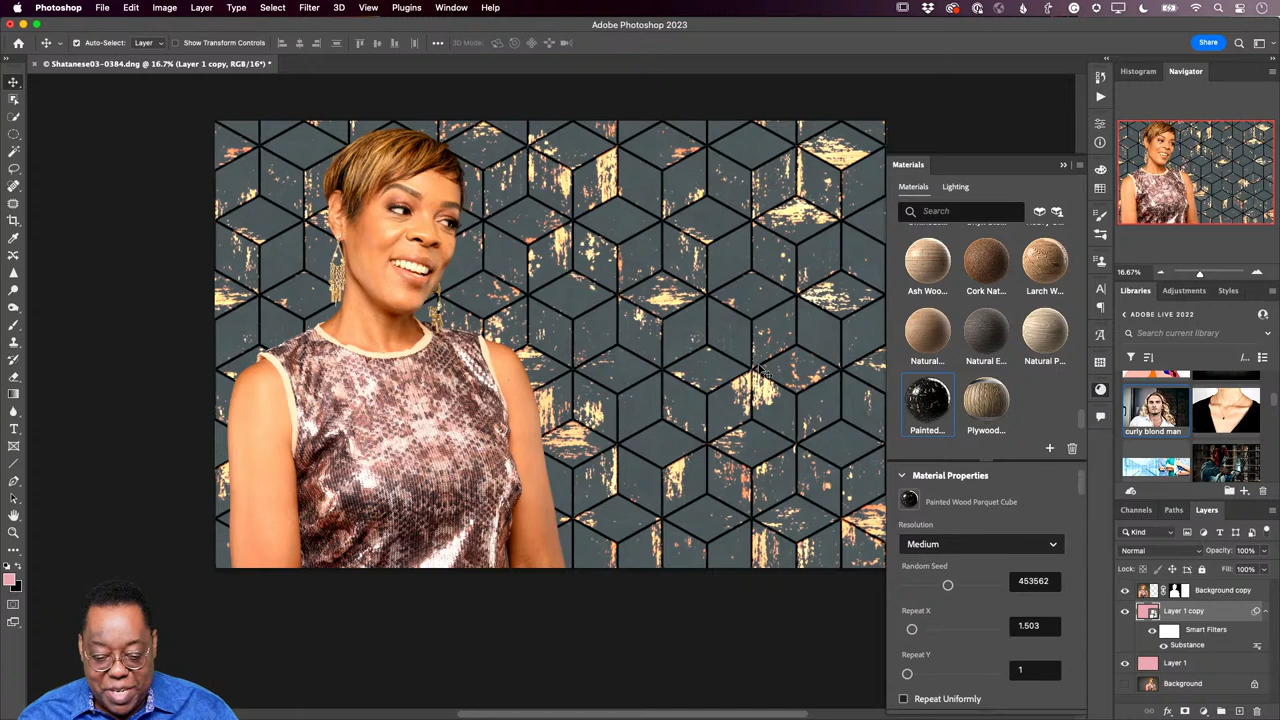 Photoshop File Edit Image Layer Type Select Filter 3D View Plugins Window Help
Adobe Photoshop 2023
Auto-Select: Layer Show Transform Controls 3D Mode: Share
© Shatanese03-0384.dng @ 16.7% (Layer 1 copy, RGB/16*) *
Histogram Navigator
Materials
Materials Lighting
Search
Ash Woo... Cork Nat... Larch W...
Natural... Natural E... Natural P...
Painted... Plywood...
Material Properties
Painted Wood Parquet Cube
Resolution
Medium
Random Seed
453562
Repeat X
1.503
Repeat Y
1
Repeat Uniformly
16.67%
Libraries Adjustments Styles
ADOBE LIVE 2022
Search current library
curly blond man
Channels Paths Layers
Kind
Normal Opacity: 100%
Lock: Fill: 100%
Background copy
Layer 1 copy
Smart Filters
Substance
Layer 1
Background